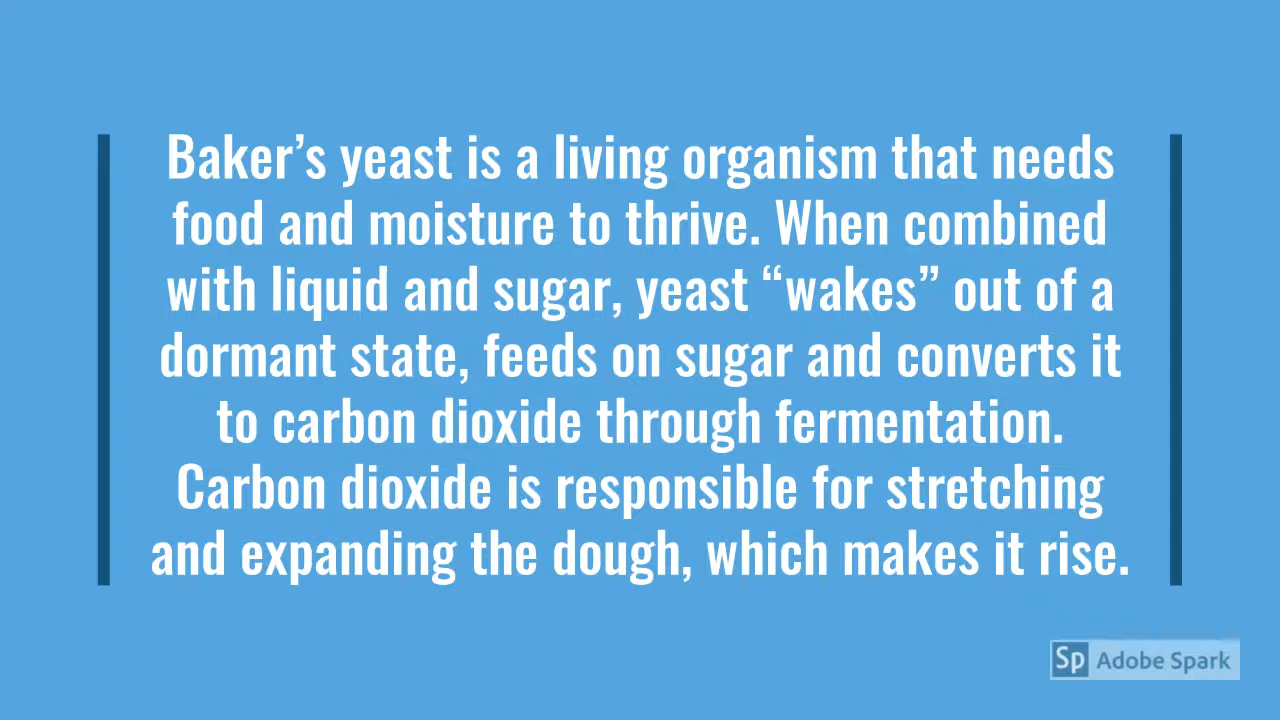 Baker’s yeast is a living organism that needs
food and moisture to thrive. When combined
with liquid and sugar, yeast “wakes” out of a
dormant state, feeds on sugar and converts it
to carbon dioxide through fermentation.
Carbon dioxide is responsible for stretching
and expanding the dough, which makes it rise.
Sp Adobe Spark